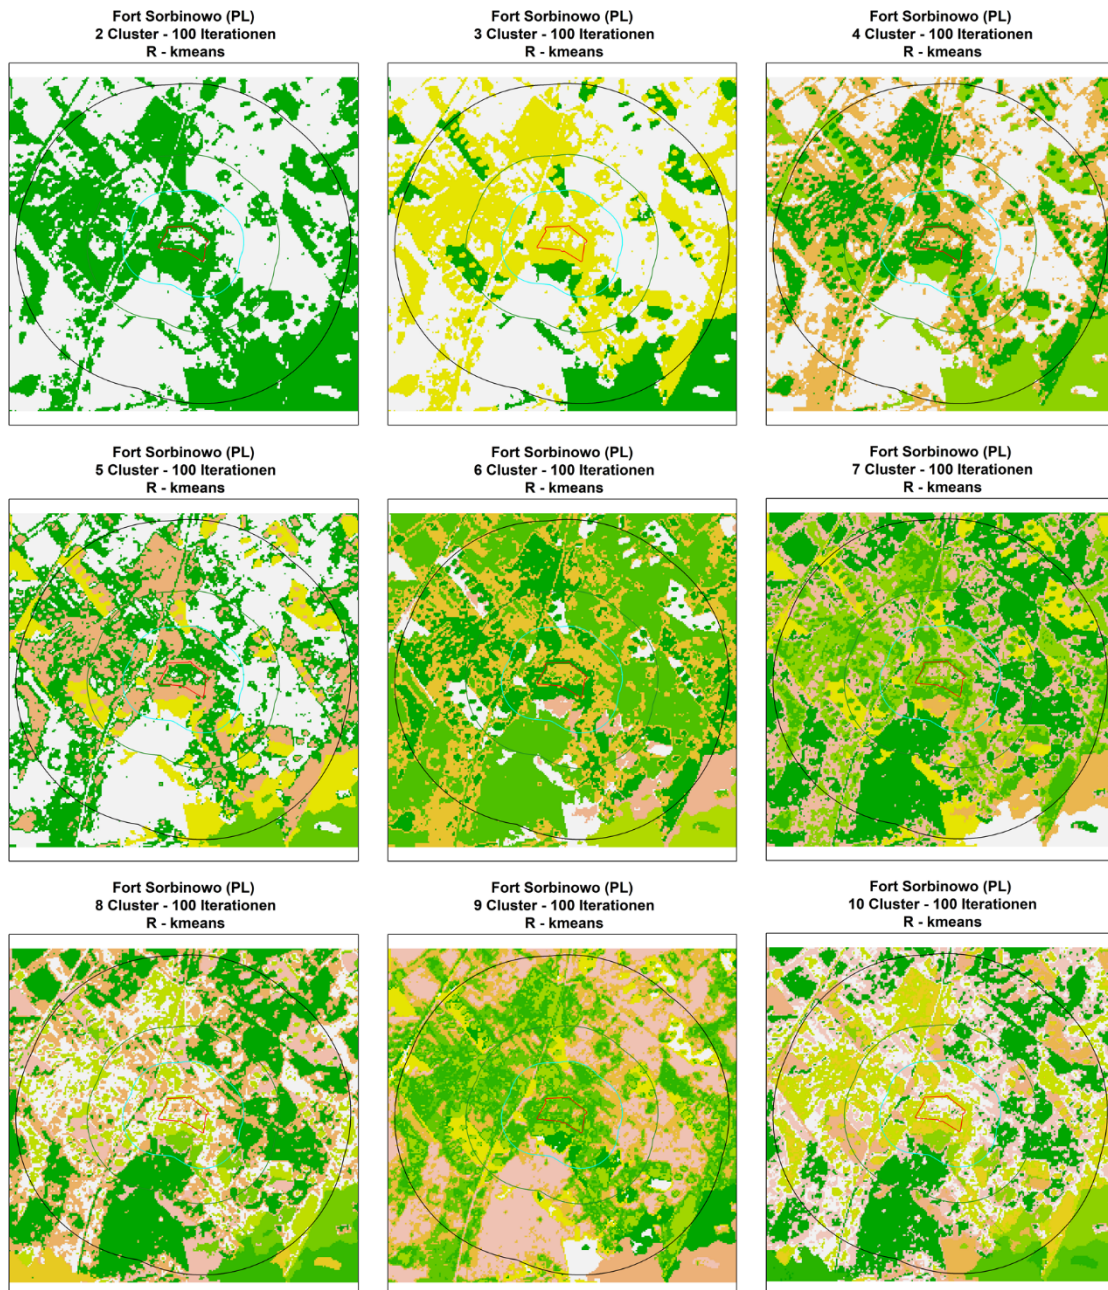 Fort Sorbinowo (PL)
2 Cluster - 100 Iterationen
R - kmeans
Fort Sorbinowo (PL)
3 Cluster - 100 Iterationen
R - kmeans
Fort Sorbinowo (PL)
4 Cluster - 100 Iterationen
R - kmeans
Fort Sorbinowo (PL)
5 Cluster - 100 Iterationen
R - kmeans
Fort Sorbinowo (PL)
6 Cluster - 100 Iterationen
R - kmeans
Fort Sorbinowo (PL)
7 Cluster - 100 Iterationen
R - kmeans
Fort Sorbinowo (PL)
8 Cluster - 100 Iterationen
R - kmeans
Fort Sorbinowo (PL)
9 Cluster - 100 Iterationen
R - kmeans
Fort Sorbinowo (PL)
10 Cluster - 100 Iterationen
R - kmeans